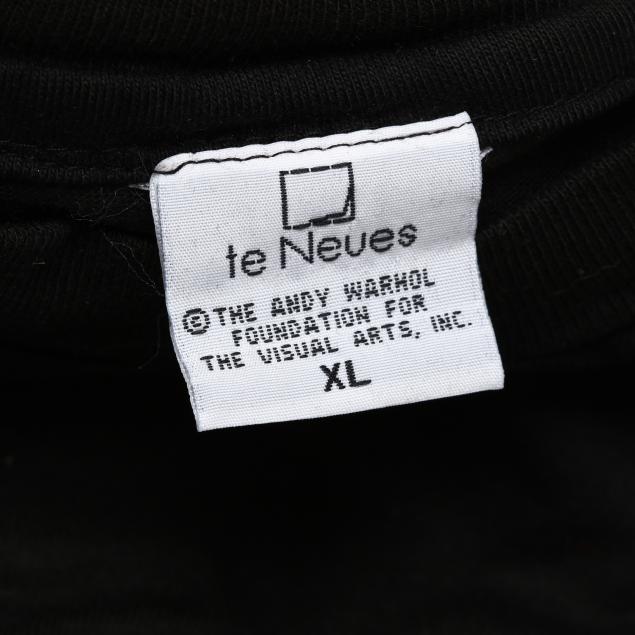 te Neues
© THE ANDY WARHOL
FOUNDATION FOR
THE VISUAL ARTS, INC.
XL